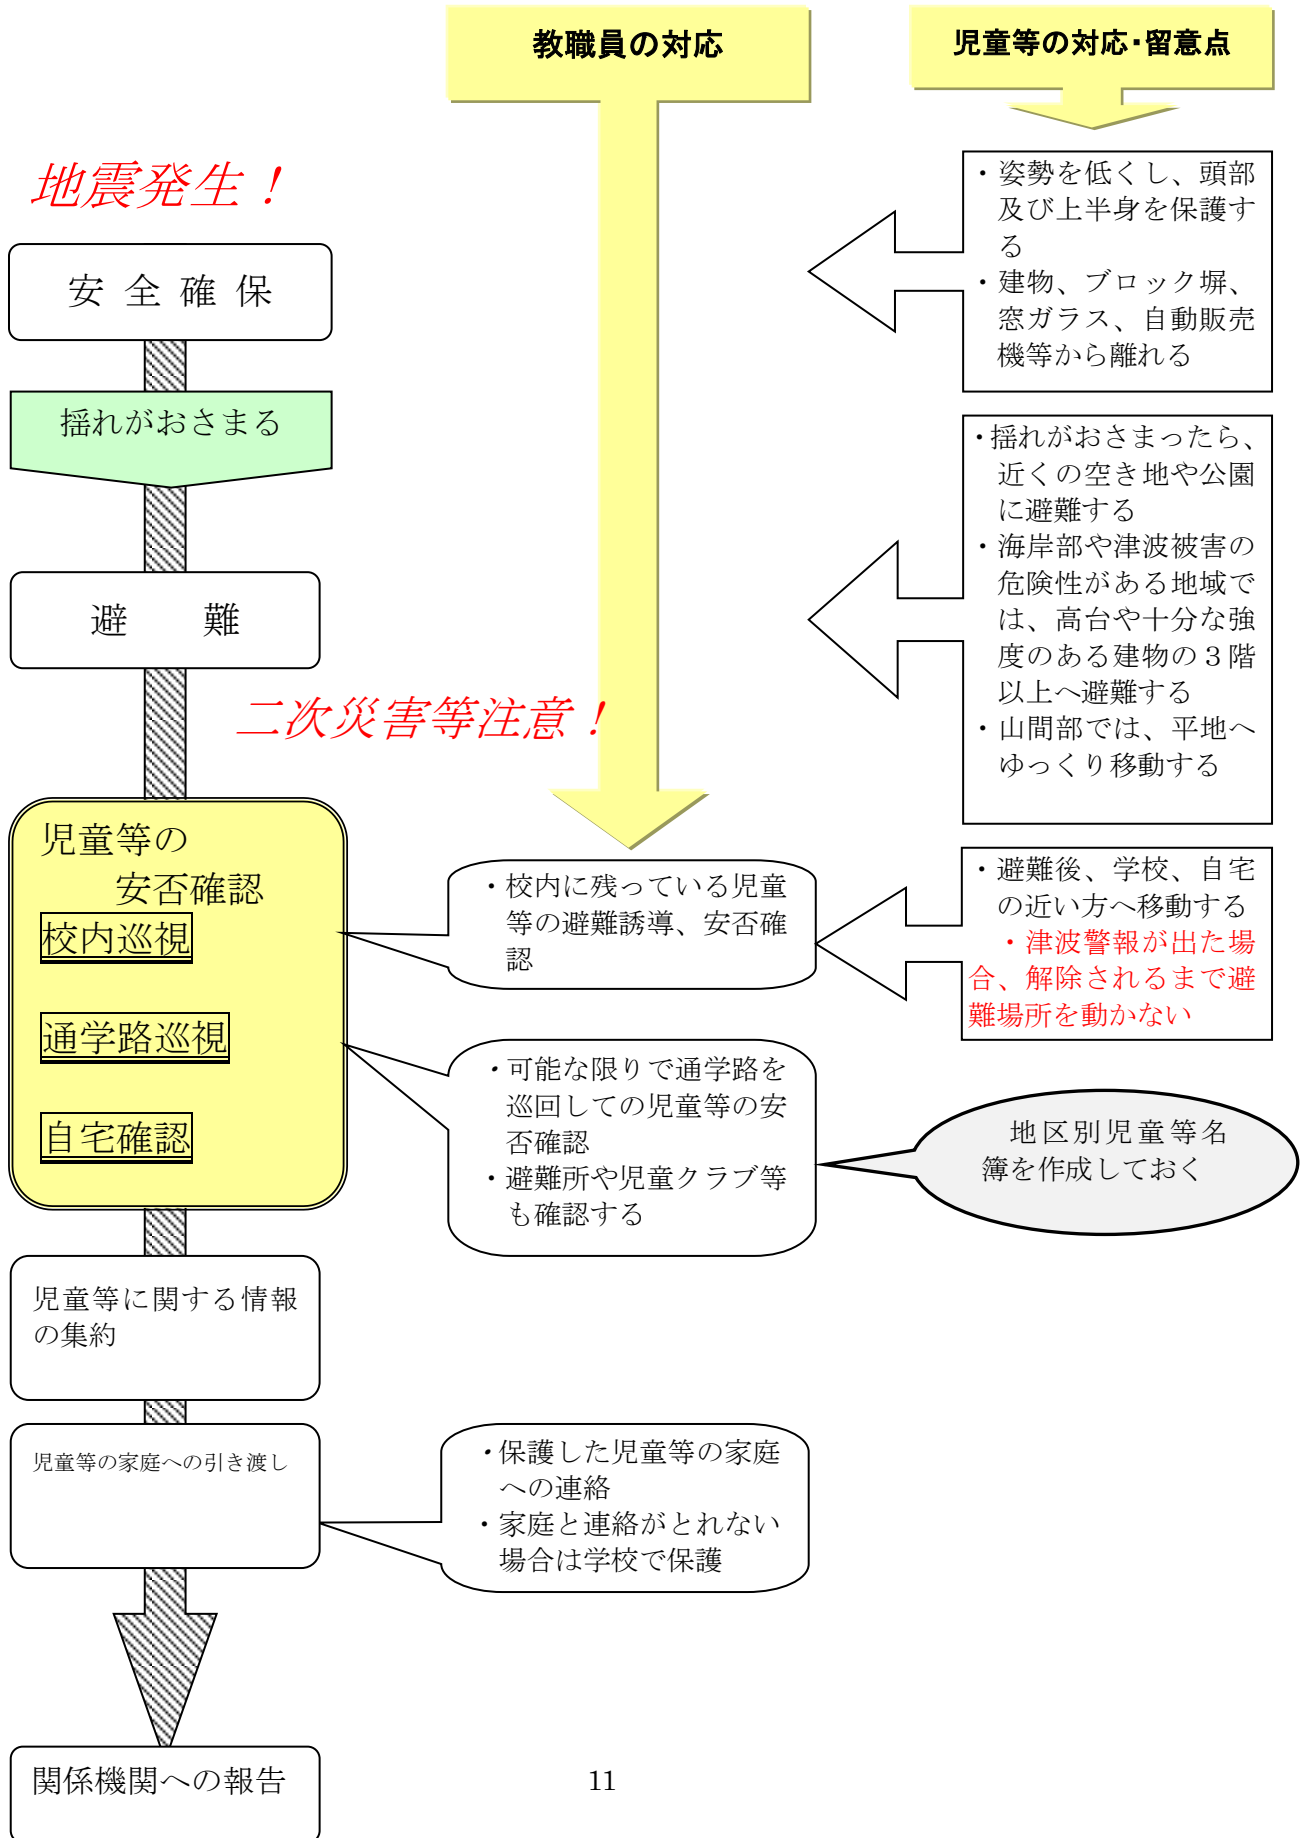 教職員の対応
児童等の対応・留意点
地震発生！
安全確保
揺れがおさまる
避　難
二次災害等注意！
児童等の
安否確認
校内巡視
通学路巡視
自宅確認
児童等に関する情報
の集約
児童等の家庭への引き渡し
関係機関への報告
・校内に残っている児童
等の避難誘導、安否確
認
・可能な限りで通学路を
巡回しての児童等の安
否確認
・避難所や児童クラブ等
も確認する
・保護した児童等の家庭
への連絡
・家庭と連絡がとれない
場合は学校で保護
・姿勢を低くし、頭部
及び上半身を保護す
る
・建物、ブロック塀、
窓ガラス、自動販売
機等から離れる
・揺れがおさまったら、
近くの空き地や公園
に避難する
・海岸部や津波被害の
危険性がある地域で
は、高台や十分な強
度のある建物の３階
以上へ避難する
・山間部では、平地へ
ゆっくり移動する
・避難後、学校、自宅
の近い方へ移動する
・津波警報が出た場
合、解除されるまで避
難場所を動かない
地区別児童等名
簿を作成しておく
11